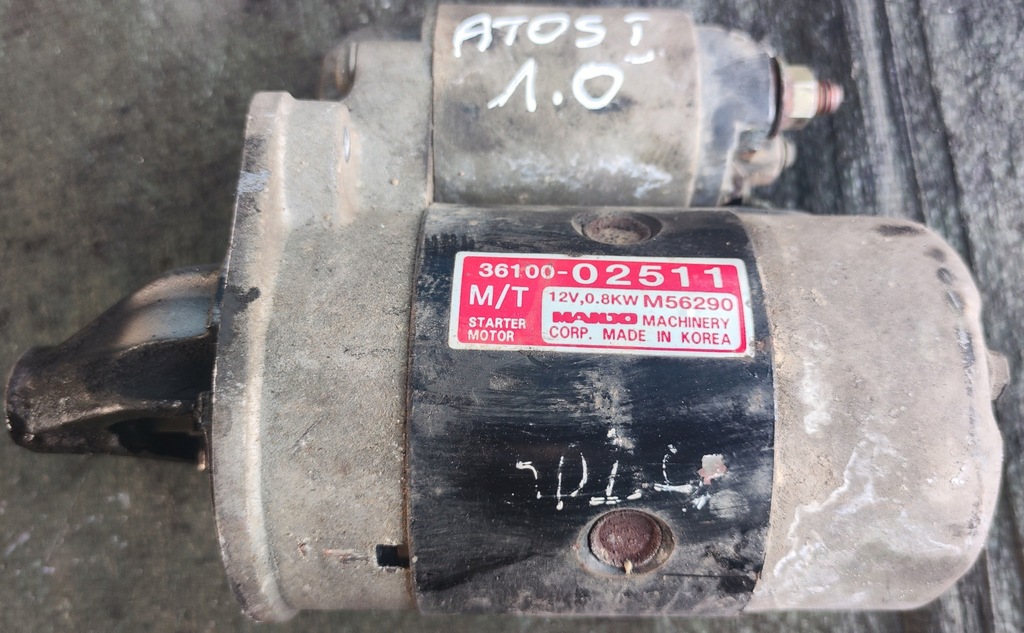 ATOS I
1.0
36100-02511
M/T 12V,0.8KW M56290
STARTER MANDO MACHINERY
MOTOR CORP. MADE IN KOREA